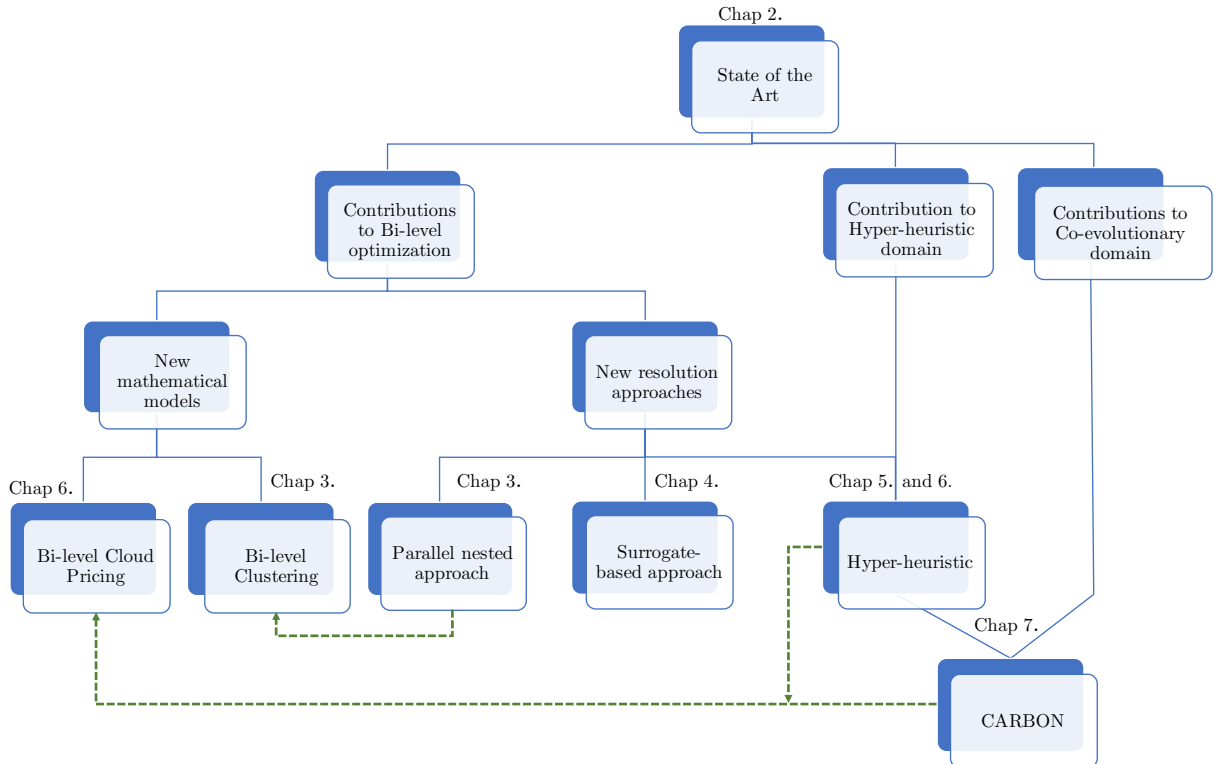 Chap 2.
State of the
Art
Contributions
to Bi-level
optimization
Contribution to
Hyper-heuristic
domain
Contributions to
Co-evolutionary
domain
New
mathematical
models
New resolution
approaches
Chap 6.
Chap 3.
Chap 3.
Chap 4.
Chap 5. and 6.
Bi-level Cloud
Pricing
Bi-level
Clustering
Parallel nested
approach
Surrogate-
based approach
Hyper-heuristic
Chap 7.
CARBON